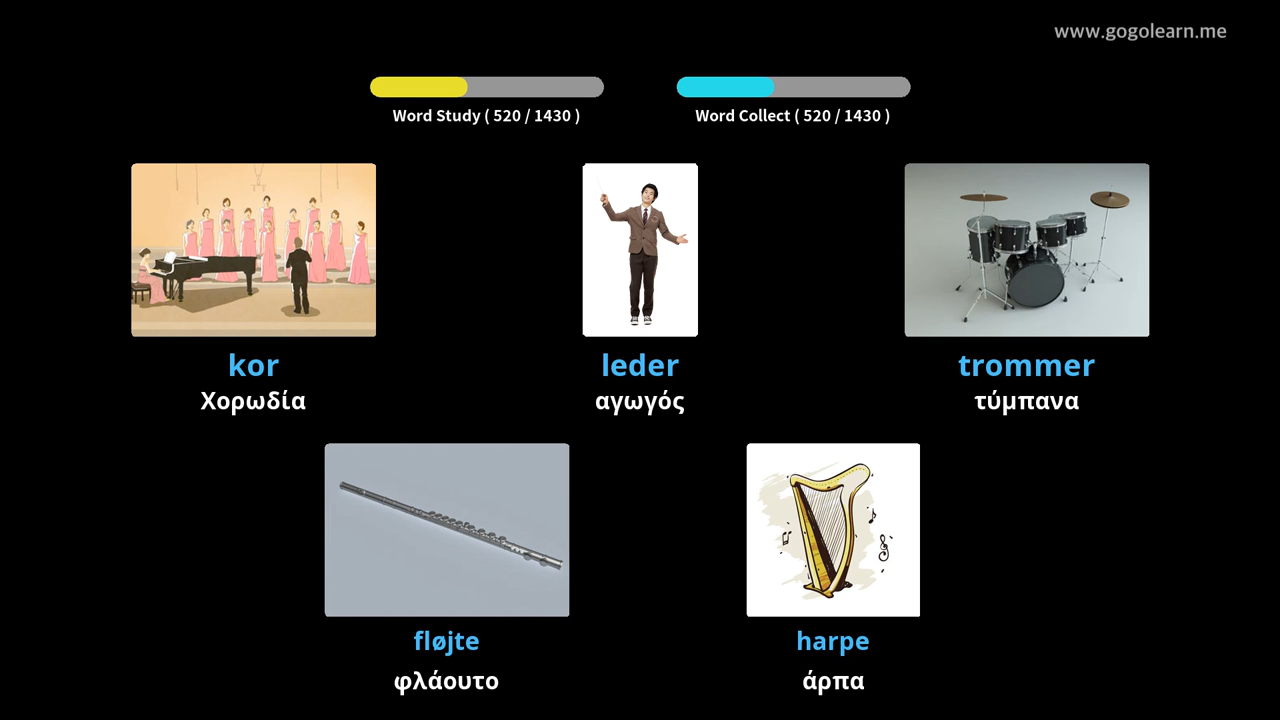 www.gogolearn.me
Word Study ( 520 / 1430 )
Word Collect ( 520 / 1430 )
kor
Χορωδία
leder
αγωγός
trommer
τύμπανα
fløjte
φλάουτο
harpe
άρπα